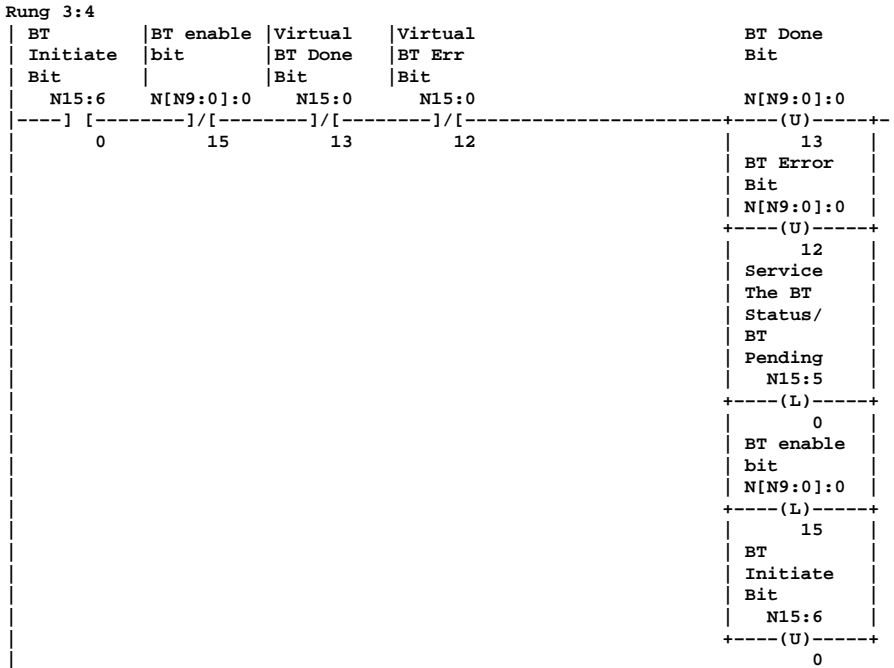 Rung 3:4
| BT |BT enable |Virtual |Virtual BT Done
| Initiate |bit |BT Done |BT Err Bit
| Bit | |Bit |Bit
| N15:6 N[N9:0]:0 N15:0 N15:0 N[N9:0]:0
|----] [--------]/[--------]/[--------]/[-----------------------+----(U)-----+-
| 0 15 13 12 | 13 |
| | BT Error |
| | Bit |
| | N[N9:0]:0 |
| +----(U)-----+
| | 12 |
| | Service |
| | The BT |
| | Status/ |
| | BT |
| | Pending |
| | N15:5 |
| +----(L)-----+
| | 0 |
| | BT enable |
| | bit |
| | N[N9:0]:0 |
| +----(L)-----+
| | 15 |
| | BT |
| | Initiate |
| | Bit |
| | N15:6 |
| +----(U)-----+
| 0